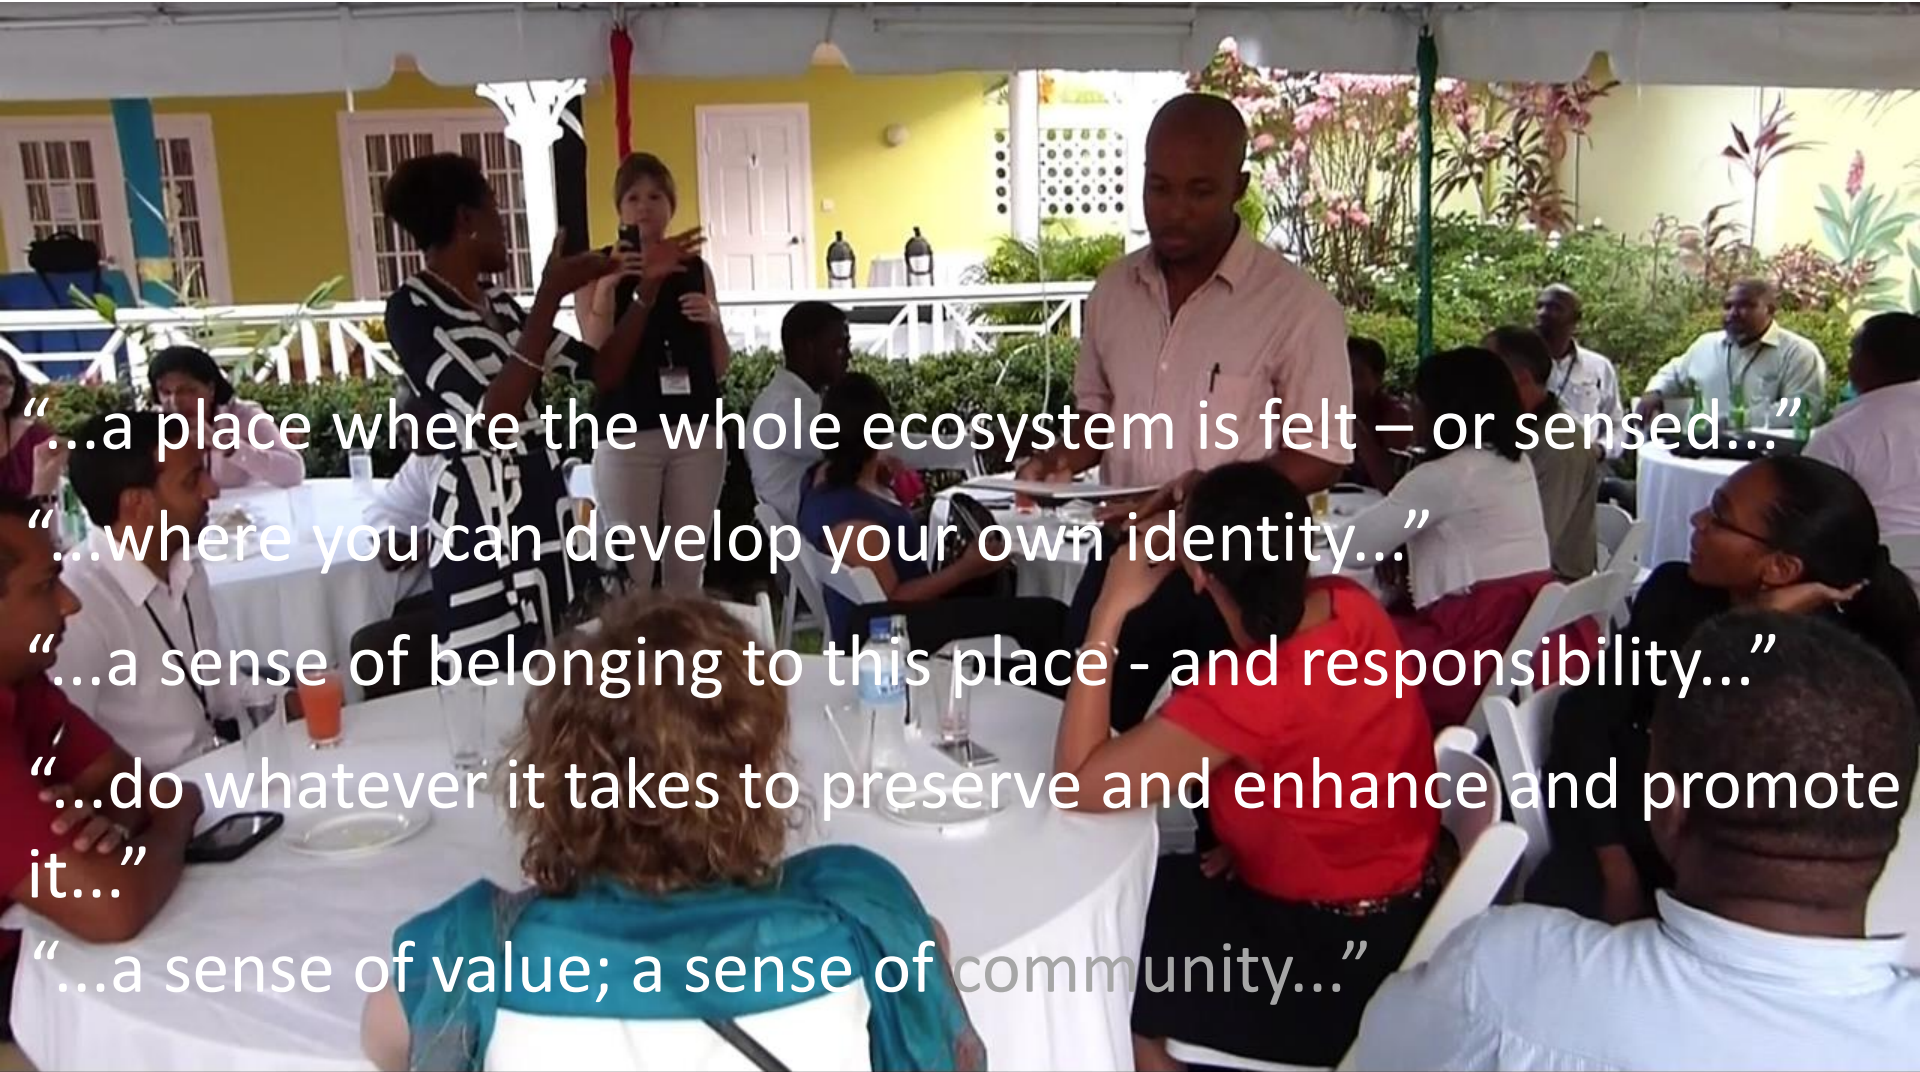 “...a place where the whole ecosystem is felt – or sensed...”
“...where you can develop your own identity...”
“...a sense of belonging to this place - and responsibility...”
“...do whatever it takes to preserve and enhance and promote
it...”
“...a sense of value; a sense of community...”